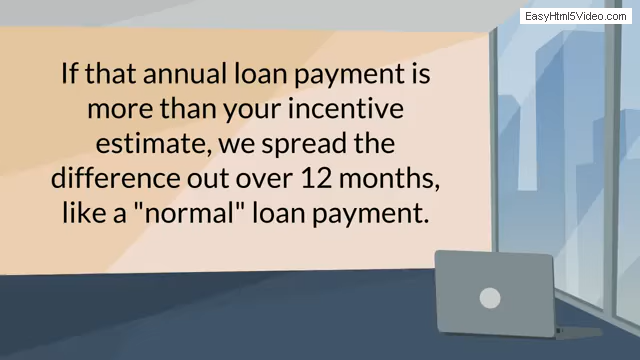 EasyHtml5Video.com
If that annual loan payment is
more than your incentive
estimate, we spread the
difference out over 12 months,
like a "normal" loan payment.